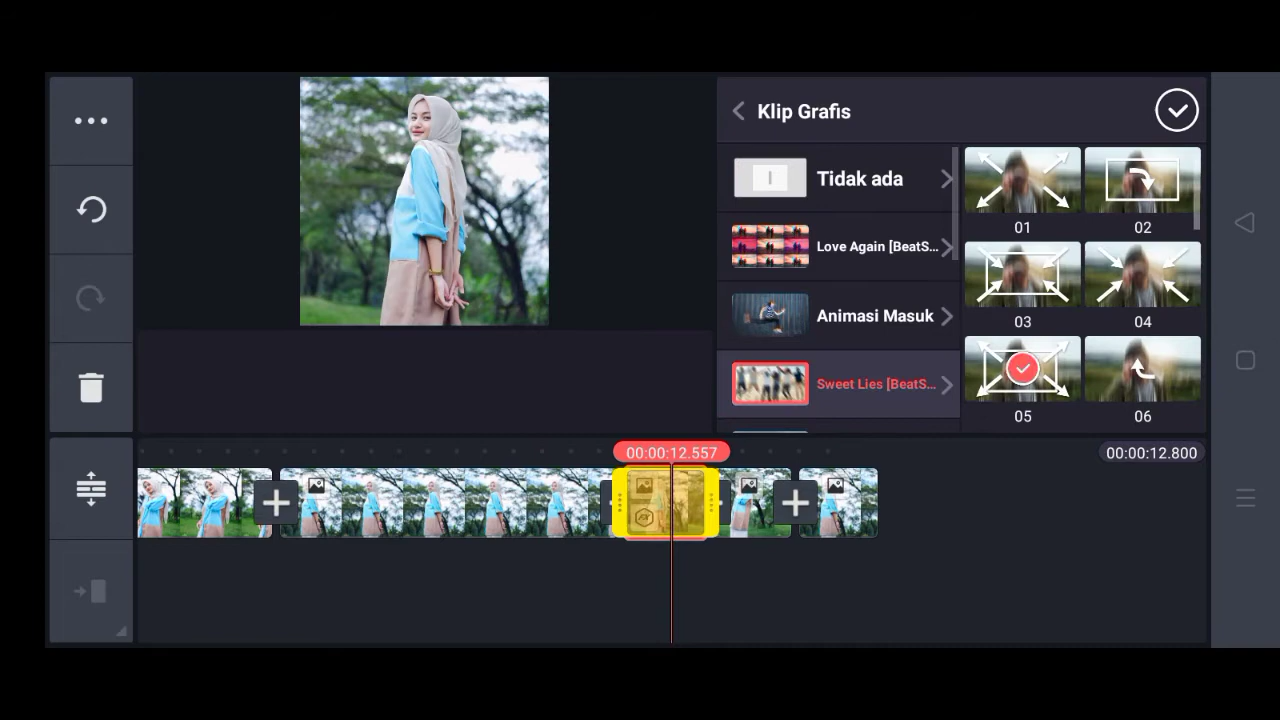 Klip Grafis
Tidak ada
Love Again [BeatS...
Animasi Masuk
Sweet Lies [BeatS...
01
02
03
04
05
06
00:00:12.557
00:00:12.800